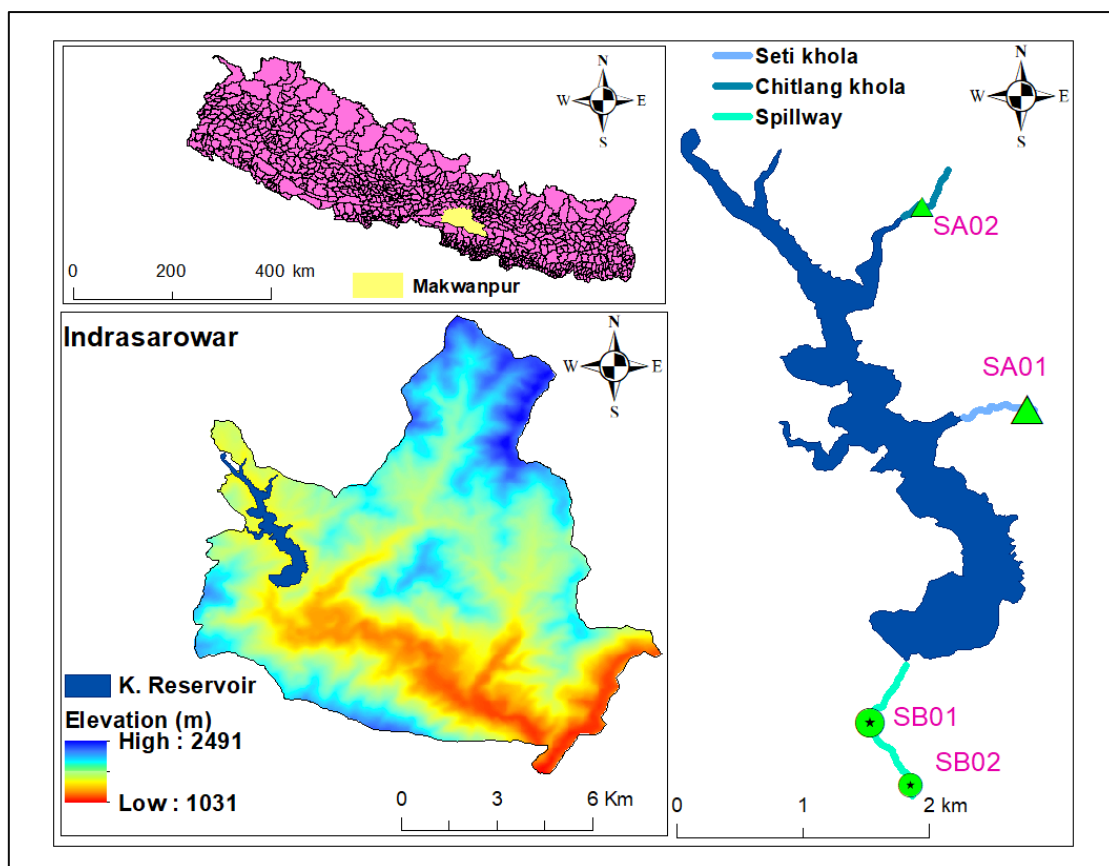 N
W E
S
0 200 400 km
Makwanpur
Indrasarowar
N
W E
S
K. Reservoir
Elevation (m)
High : 2491
Low : 1031
0 3 6 Km
Seti khola
Chitlang khola
Spillway
N
W E
S
SA02
SA01
SB01
SB02
0 1 2 km